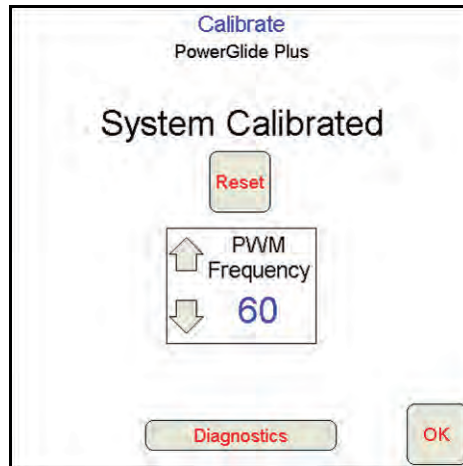 Calibrate
PowerGlide Plus
System Calibrated
Reset
PWM
Frequency
60
Diagnostics
OK